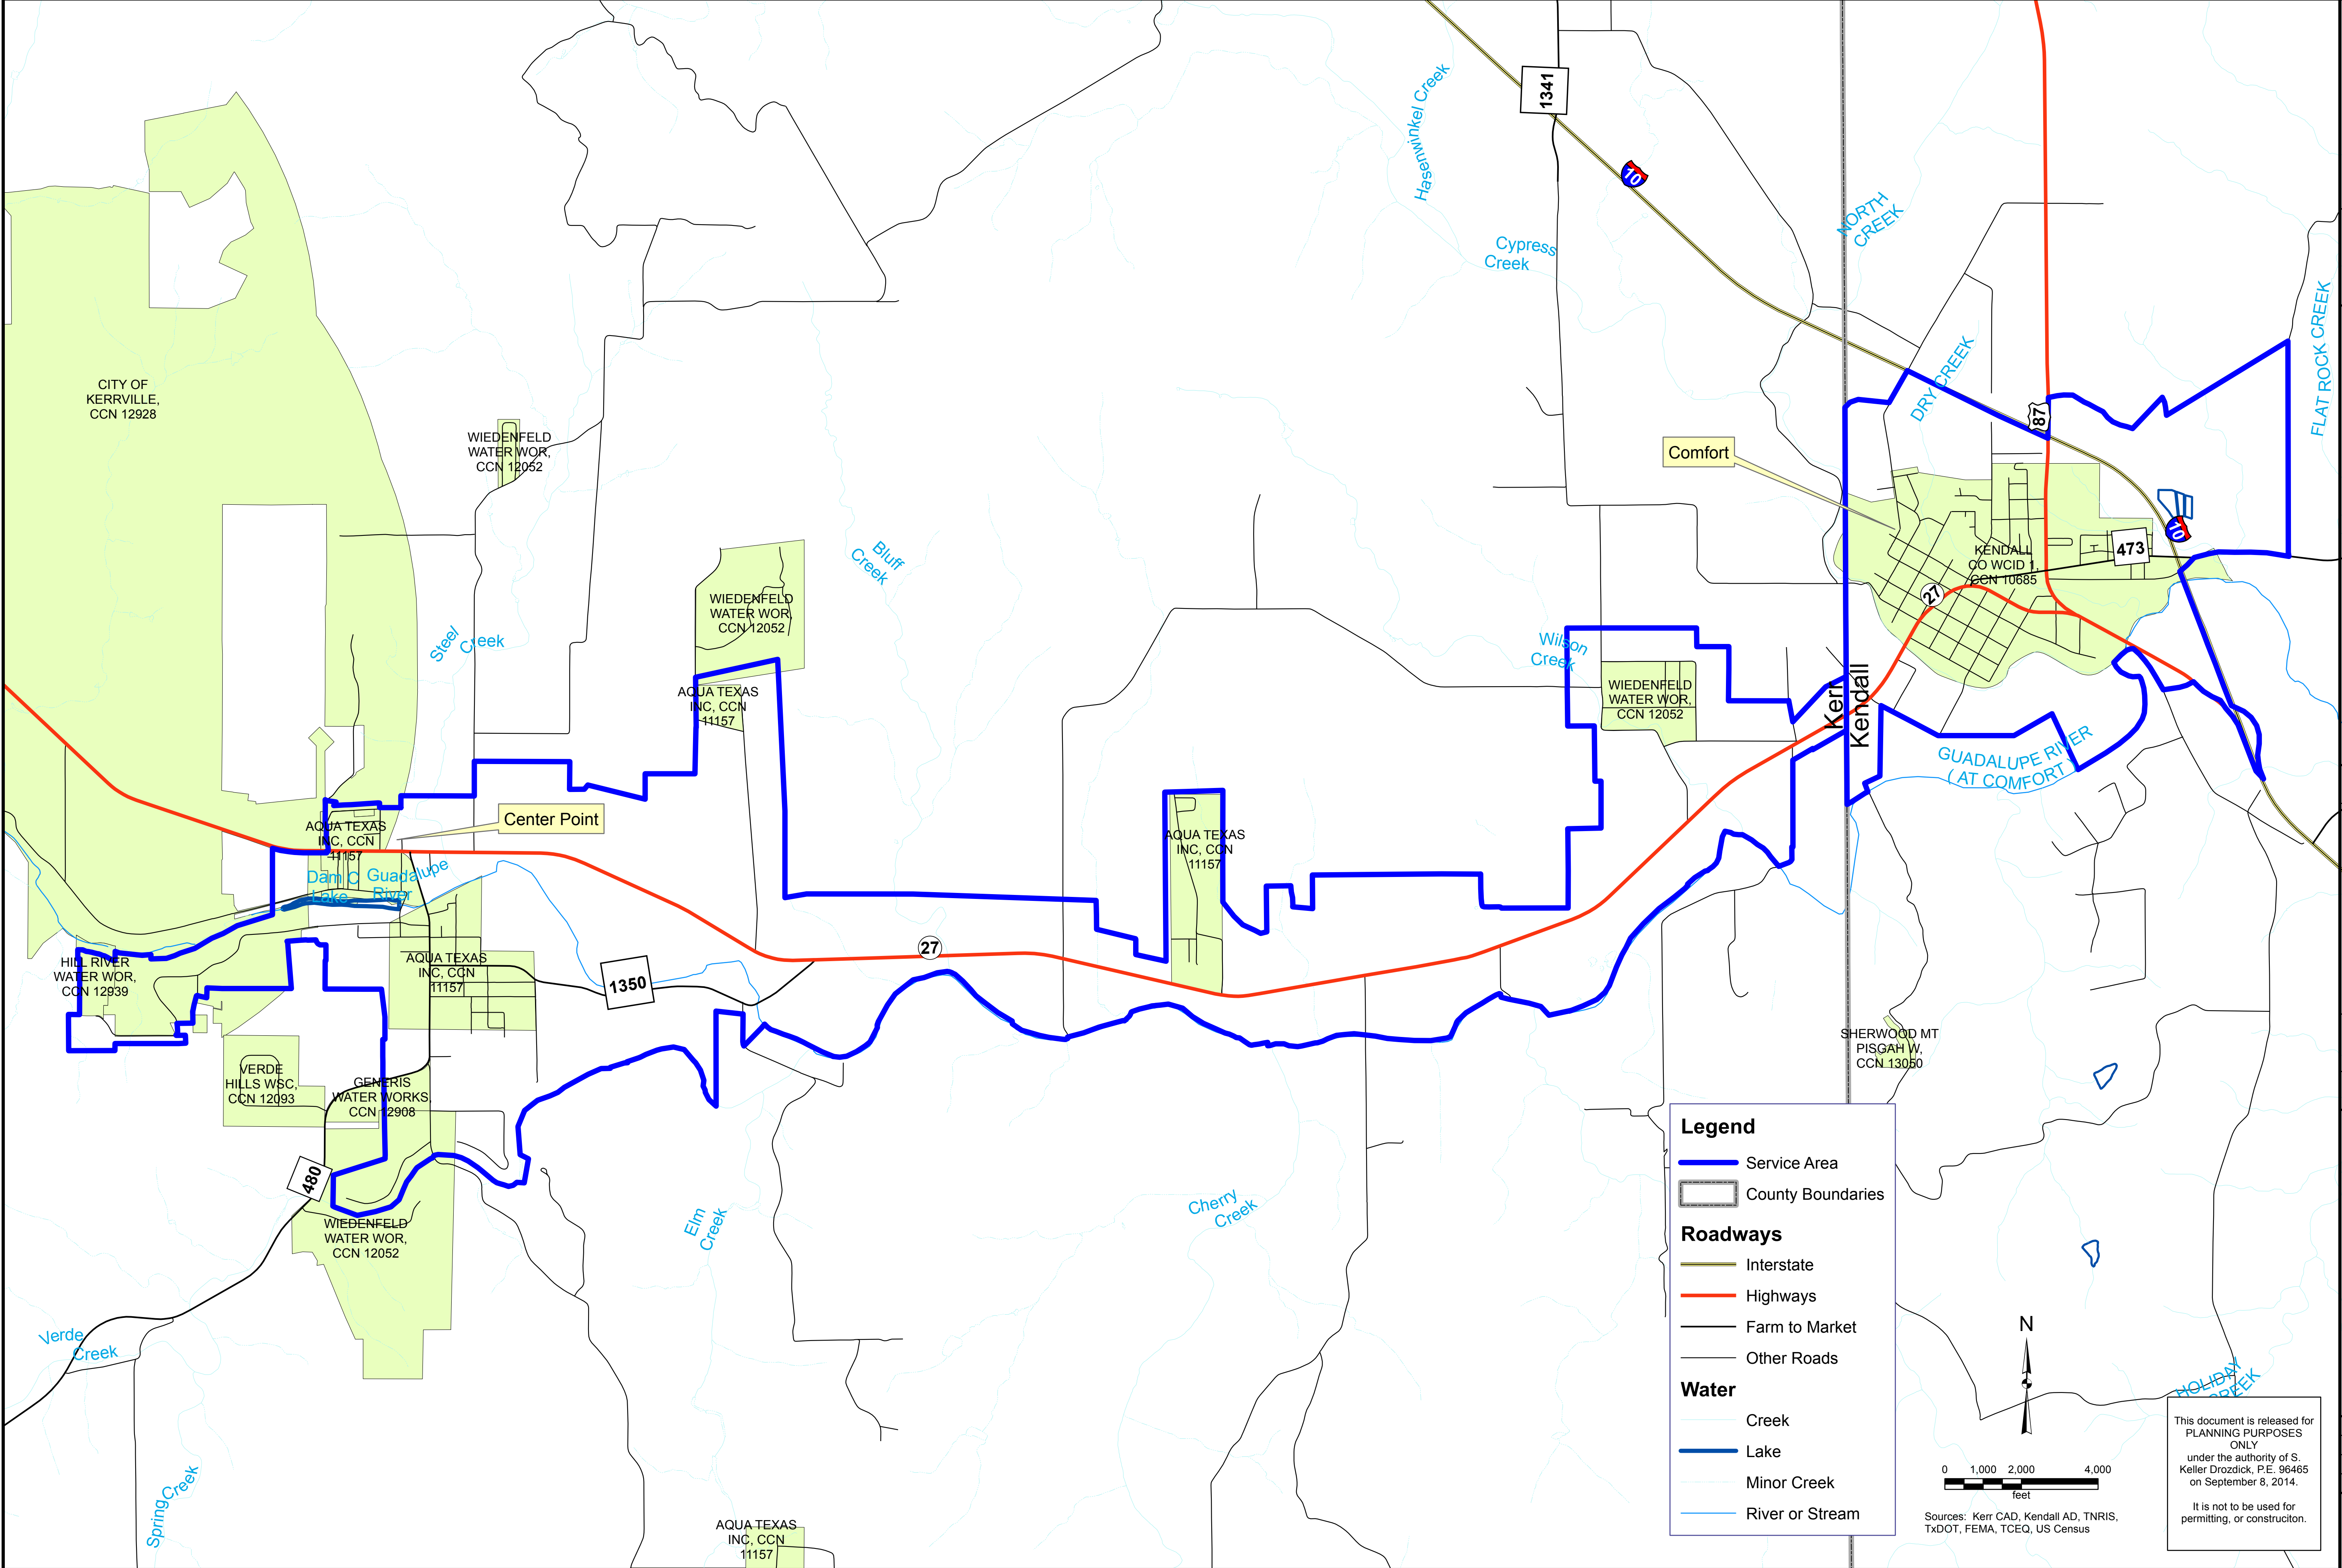 1341
10
Hasenwinkel Creek
Cypress
Creek
NORTH
CREEK
FLAT ROCK CREEK
DRY CREEK
87
CITY OF
KERRVILLE,
CCN 12928
WIEDENFELD
WATER WOR,
CCN 12052
Comfort
10
473
KENDALL
CO WCID 1,
CCN 10685
27
Bluff
Creek
WIEDENFELD
WATER WOR,
CCN 12052
Steel
Creek
Wilson
Creek
AQUA TEXAS
INC, CCN
11157
WIEDENFELD
WATER WOR,
CCN 12052
Kerr
Kendall
GUADALUPE RIVER
( AT COMFORT )
Center Point
AQUA TEXAS
INC, CCN
11157
AQUA TEXAS
INC, CCN
11157
Dam C
Lake
Guadalupe
River
27
HILL RIVER
WATER WOR,
CCN 12939
AQUA TEXAS
INC, CCN
11157
1350
VERDE
HILLS WSC,
CCN 12093
GENERIS
WATER WORKS,
CCN 12908
SHERWOOD MT
PISGAH W,
CCN 13050
480
WIEDENFELD
WATER WOR,
CCN 12052
Elm
Creek
Cherry
Creek
Verde
Creek
Spring Creek
AQUA TEXAS
INC, CCN
11157
Legend
Service Area
County Boundaries
Roadways
Interstate
Highways
Farm to Market
Other Roads
Water
Creek
Lake
Minor Creek
River or Stream
N
0 1,000 2,000 4,000
feet
Sources: Kerr CAD, Kendall AD, TNRIS,
TxDOT, FEMA, TCEQ, US Census
HOLIDAY
CREEK
This document is released for
PLANNING PURPOSES
ONLY
under the authority of S.
Keller Drozdick, P.E. 96465
on September 8, 2014.
It is not to be used for
permitting, or construciton.